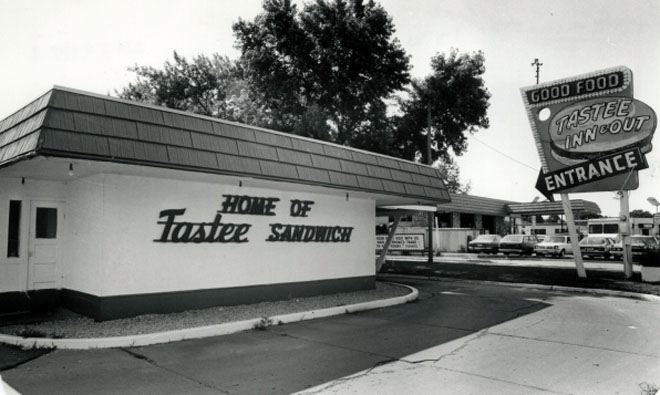 HOME OF
Tastee SANDWICH
GOOD FOOD
TASTEE
INN & OUT
ENTRANCE